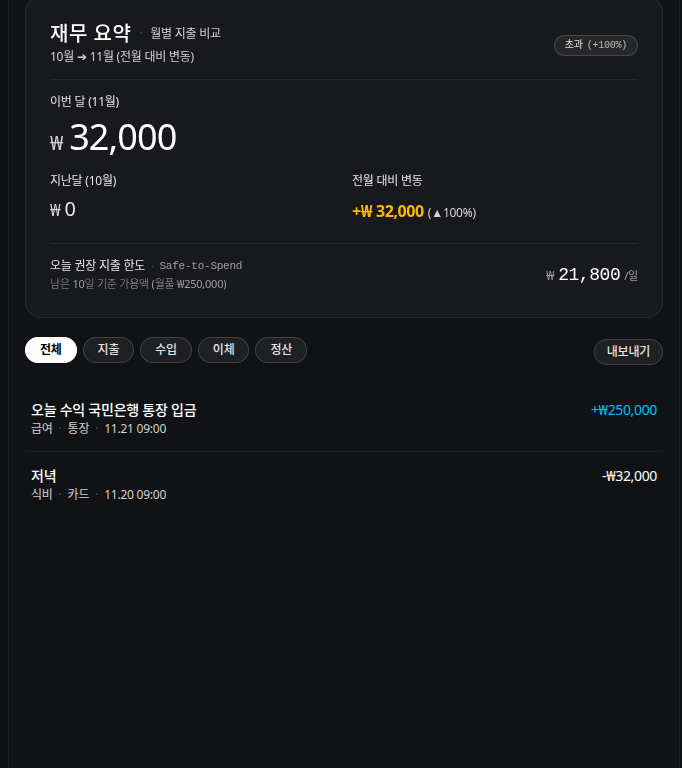 재무 요약 · 월별 지출 비교
10월 → 11월 (전월 대비 변동)
초과 (+100%)
이번 달 (11월)
₩ 32,000
지난달 (10월)
₩ 0
전월 대비 변동
+₩ 32,000 (▲100%)
오늘 권장 지출 한도 · Safe-to-Spend
남은 10일 기준 가용액 (월풀 ₩250,000)
₩ 21,800 /일
전체 지출 수입 이체 정산 내보내기
오늘 수익 국민은행 통장 입금 +₩250,000
급여 · 통장 · 11.21 09:00
저녁 -₩32,000
식비 · 카드 · 11.20 09:00